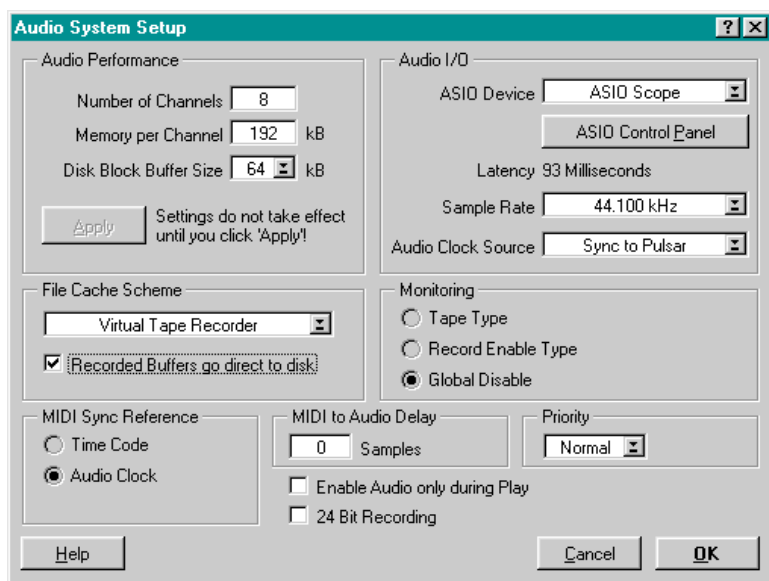 Audio System Setup
Audio Performance
Number of Channels 8
Memory per Channel 192 kB
Disk Block Buffer Size 64 kB
Apply
Settings do not take effect
until you click 'Apply'!
Audio I/O
ASIO Device ASIO Scope
ASIO Control Panel
Latency 93 Milliseconds
Sample Rate 44.100 kHz
Audio Clock Source Sync to Pulsar
File Cache Scheme
Virtual Tape Recorder
Recorded Buffers go direct to disk
Monitoring
Tape Type
Record Enable Type
Global Disable
MIDI Sync Reference
Time Code
Audio Clock
MIDI to Audio Delay
0 Samples
Priority
Normal
Enable Audio only during Play
24 Bit Recording
Help
Cancel
OK